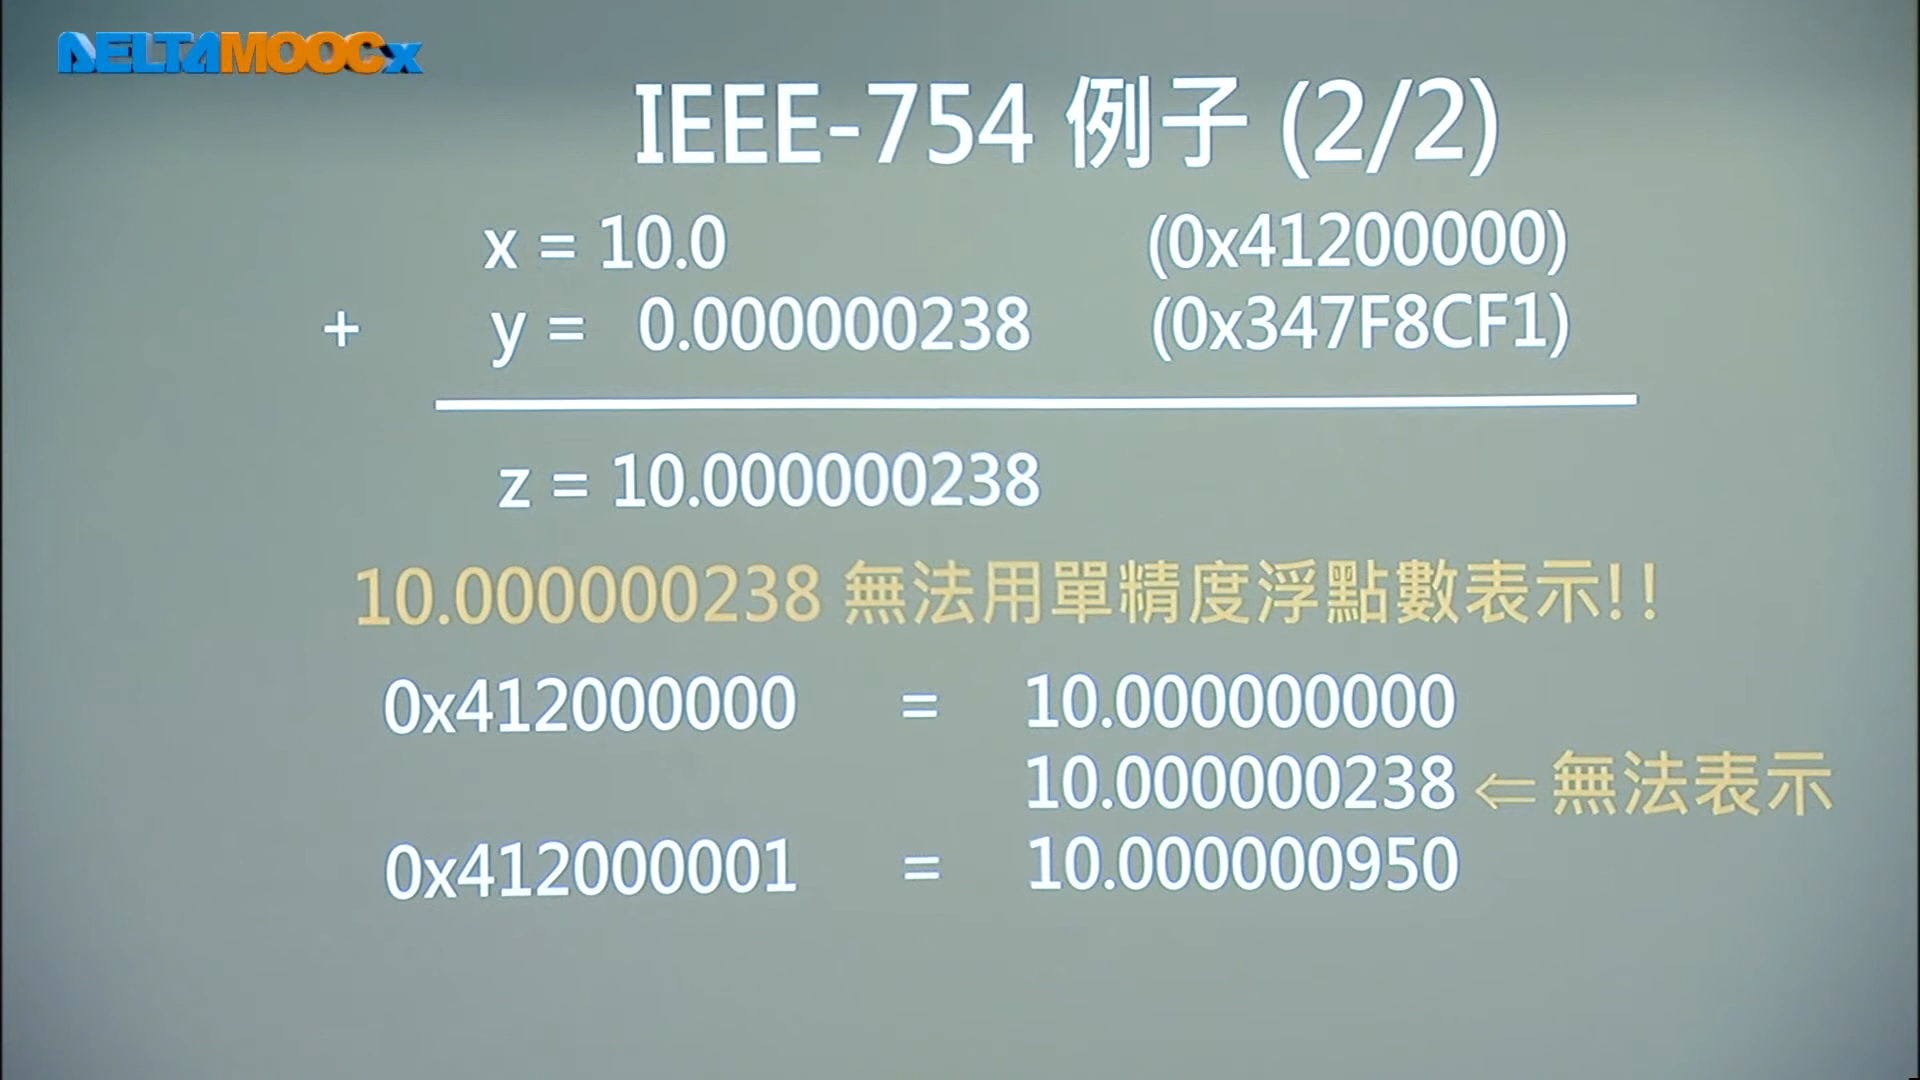 DELTAMOOCx
IEEE-754 例子 (2/2)
x = 10.0 (0x41200000)
+ y = 0.000000238 (0x347F8CF1)
z = 10.000000238
10.000000238 無法用單精度浮點數表示!!
0x412000000 = 10.000000000
10.000000238 ⇐ 無法表示
0x412000001 = 10.000000950